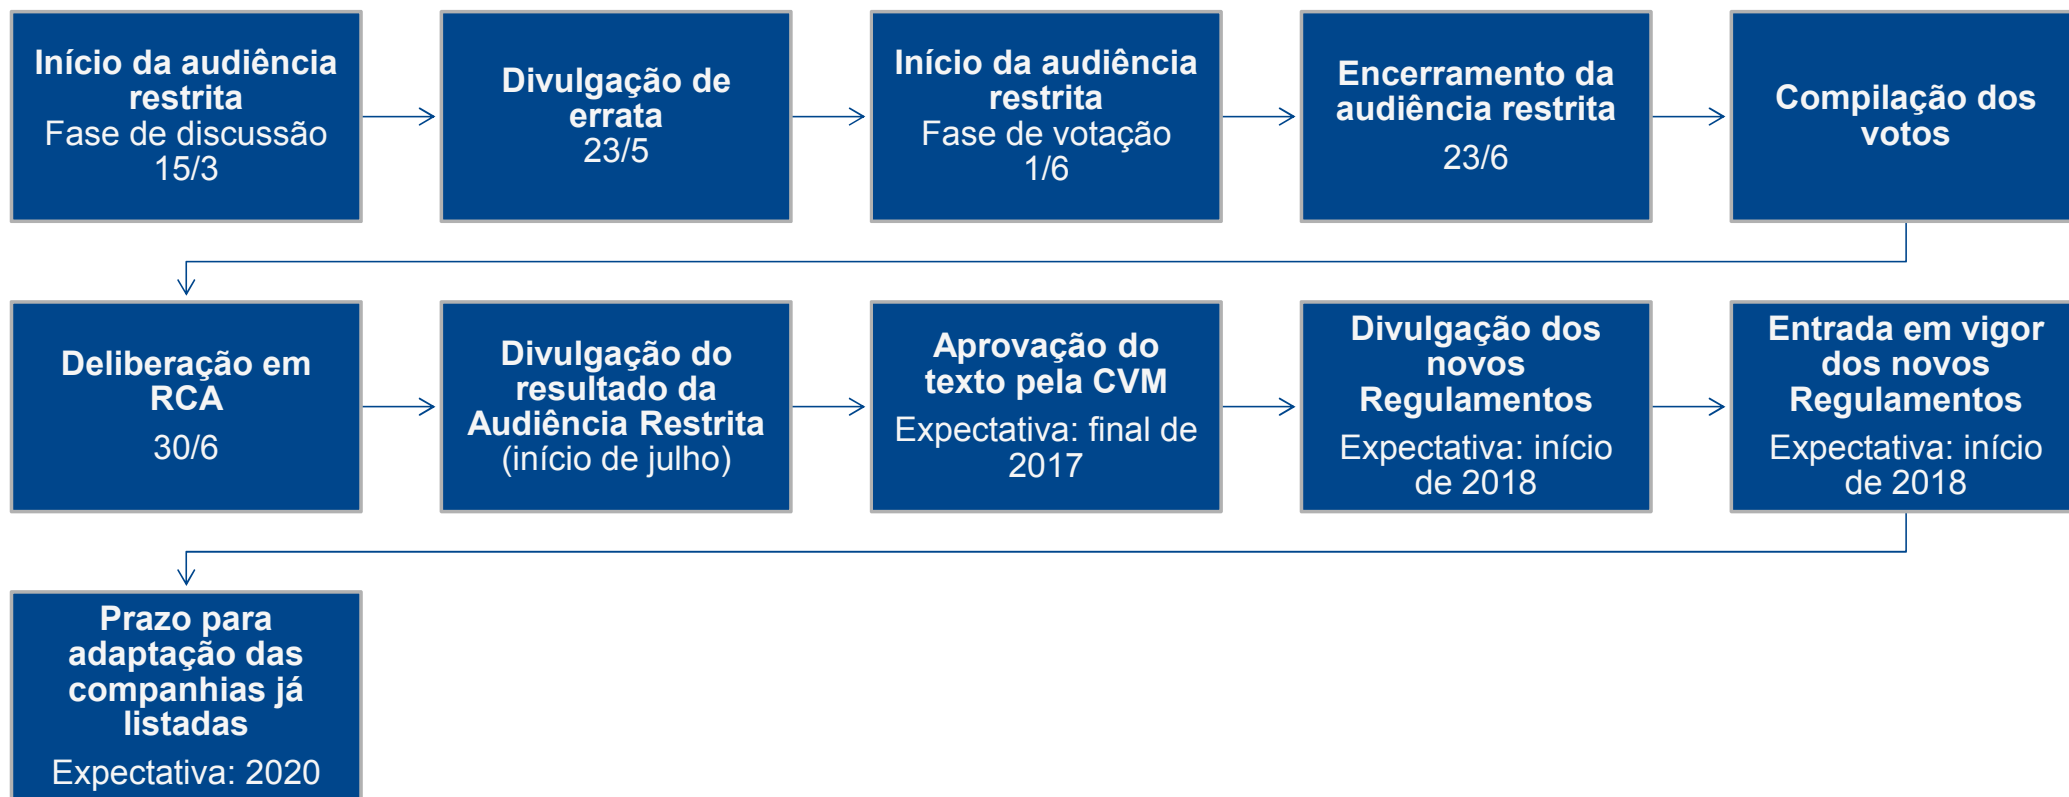 Início da audiência
restrita
Fase de discussão
15/3
Divulgação de
errata
23/5
Início da audiência
restrita
Fase de votação
1/6
Encerramento da
audiência restrita
23/6
Compilação dos
votos
Deliberação em
RCA
30/6
Divulgação do
resultado da
Audiência Restrita
(início de julho)
Aprovação do
texto pela CVM
Expectativa: final de
2017
Divulgação dos
novos
Regulamentos
Expectativa: início
de 2018
Entrada em vigor
dos novos
Regulamentos
Expectativa: início
de 2018
Prazo para
adaptação das
companhias já
listadas
Expectativa: 2020